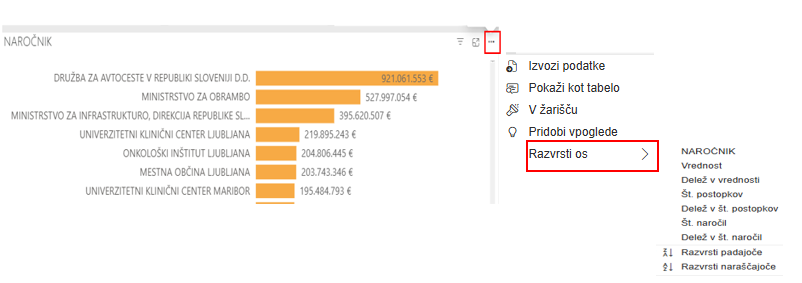 NAROČNIK
DRUŽBA ZA AVTOCESTE V REPUBLIKI SLOVENIJI D.D. 921.061.553 €
MINISTRSTVO ZA OBRAMBO 527.997.054 €
MINISTRSTVO ZA INFRASTRUKTURO, DIREKCIJA REPUBLIKE SL... 395.620.507 €
UNIVERZITETNI KLINIČNI CENTER LJUBLJANA 219.895.243 €
ONKOLOŠKI INŠTITUT LJUBLJANA 204.806.445 €
MESTNA OBČINA LJUBLJANA 203.743.346 €
UNIVERZITETNI KLINIČNI CENTER MARIBOR 195.484.793 €
Izvozi podatke
Pokaži kot tabelo
V žarišču
Pridobi vpoglede
Razvrsti os
NAROČNIK
Vrednost
Delež v vrednosti
Št. postopkov
Delež v št. postopkov
Št. naročil
Delež v št. naročil
Razvrsti padajoče
Razvrsti naraščajoče